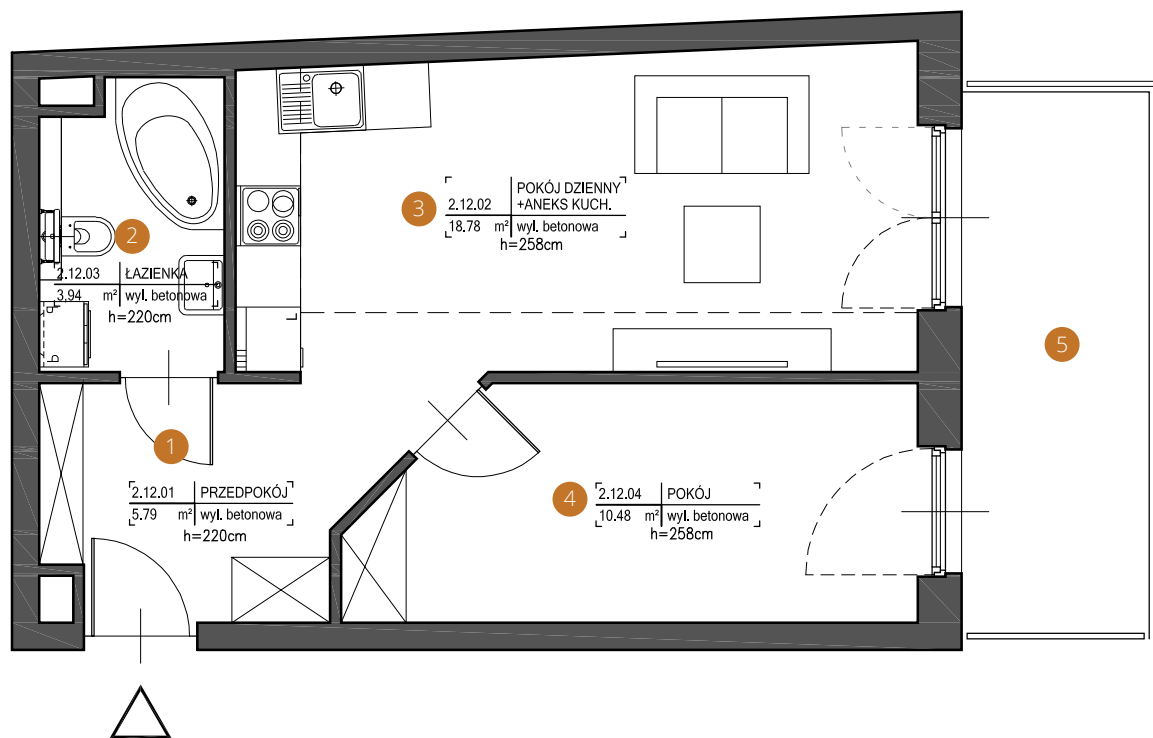 3
2.12.02
POKÓJ DZIENNY
+ANEKS KUCH.
18.78 m² wyl. betonowa
h=258cm
2
2.12.03 ŁAZIENKA
3.94 m² wyl. betonowa
h=220cm
5
1
2.12.01 PRZEDPOKÓJ
5.79 m² wyl. betonowa
h=220cm
4
2.12.04 POKÓJ
10.48 m² wyl. betonowa
h=258cm